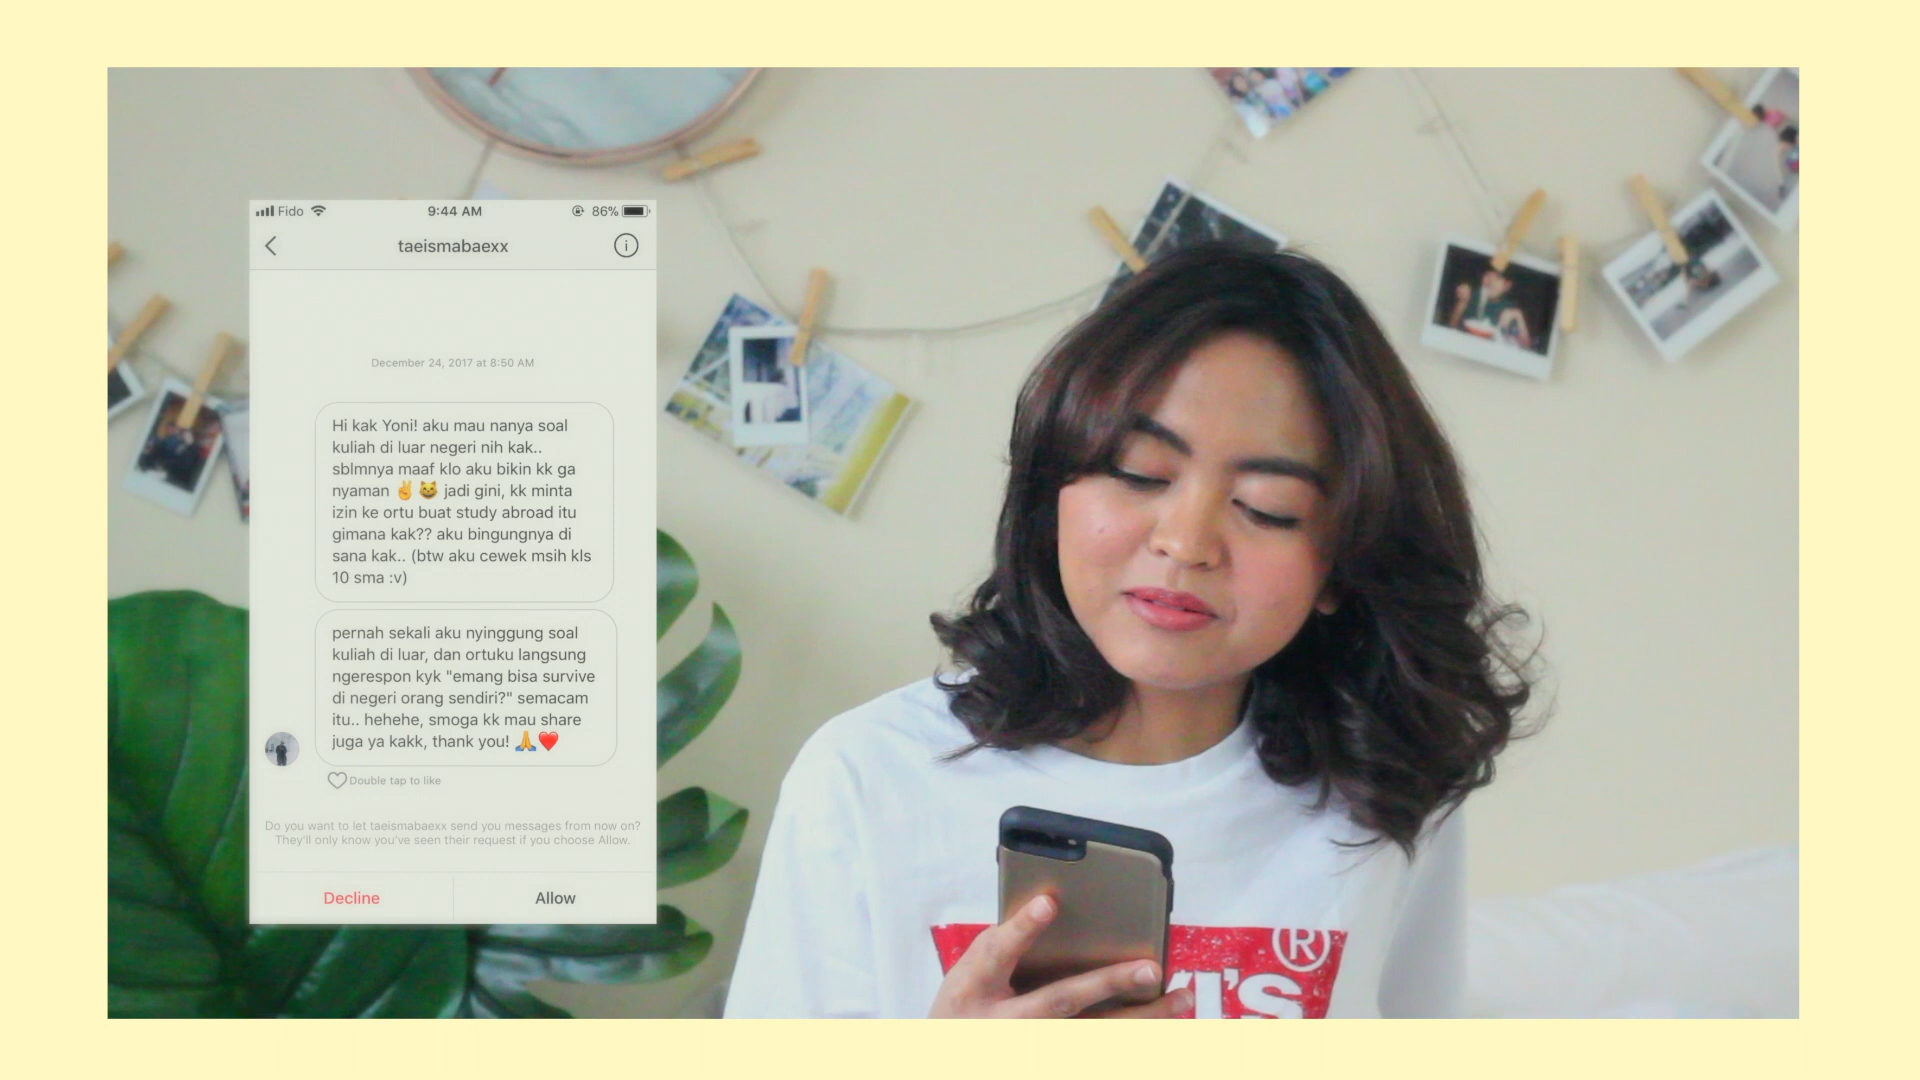 Fido 9:44 AM 86%
taeismabaexx
December 24, 2017 at 8:50 AM
Hi kak Yoni! aku mau nanya soal
kuliah di luar negeri nih kak..
sblmnya maaf klo aku bikin kk ga
nyaman ✌️ 😺 jadi gini, kk minta
izin ke ortu buat study abroad itu
gimana kak?? aku bingungnya di
sana kak.. (btw aku cewek msih kls
10 sma :v)
pernah sekali aku nyinggung soal
kuliah di luar, dan ortuku langsung
ngerespon kyk "emang bisa survive
di negeri orang sendiri?" semacam
itu.. hehehe, smoga kk mau share
juga ya kakk, thank you! 🙏❤️
Double tap to like
Do you want to let taeismabaexx send you messages from now on?
They'll only know you've seen their request if you choose Allow.
Decline Allow
®
I'S